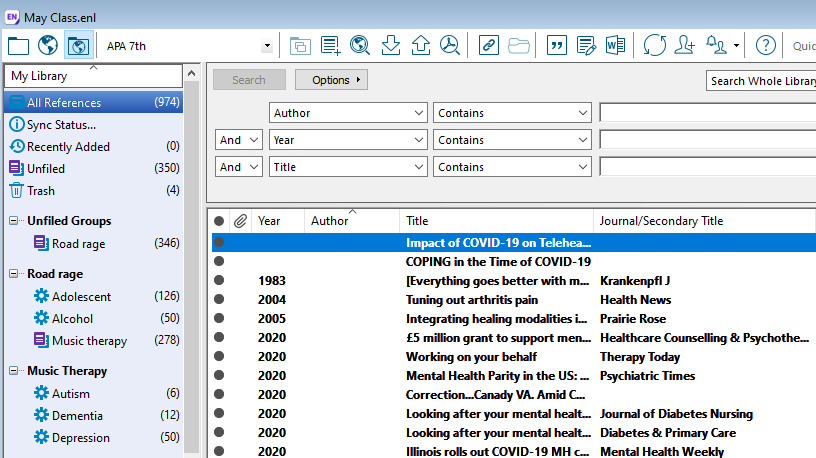 EN May Class.enl
APA 7th
Quic
My Library
All References (974)
Sync Status...
Recently Added (0)
Unfiled (350)
Trash (4)
Unfiled Groups
Road rage (346)
Road rage
Adolescent (126)
Alcohol (50)
Music therapy (278)
Music Therapy
Autism (6)
Dementia (12)
Depression (50)
Search Options Search Whole Library
Author Contains
And Year Contains
And Title Contains
Year Author Title Journal/Secondary Title
Impact of COVID-19 on Telehea...
COPING in the Time of COVID-19
1983 [Everything goes better with m... Krankenpfl J
2004 Tuning out arthritis pain Health News
2005 Integrating healing modalities i... Prairie Rose
2020 £5 million grant to support men... Healthcare Counselling & Psychothe...
2020 Working on your behalf Therapy Today
2020 Mental Health Parity in the US: ... Psychiatric Times
2020 Correction...Canady VA. Amid C...
2020 Looking after your mental healt... Journal of Diabetes Nursing
2020 Looking after your mental healt... Diabetes & Primary Care
2020 Illinois rolls out COVID-19 MH c... Mental Health Weekly